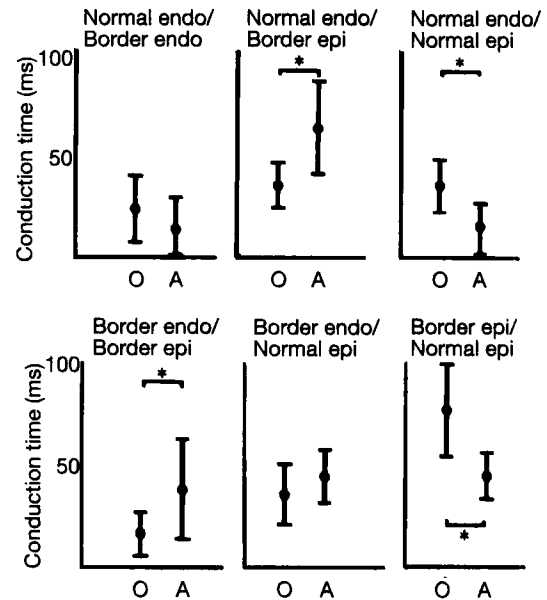 Normal endo/
Border endo
Normal endo/
Border epi
Normal endo/
Normal epi
Conduction time (ms)
100
50
*
*
O A
O A
O A
Border endo/
Border epi
Border endo/
Normal epi
Border epi/
Normal epi
Conduction time (ms)
100
50
*
*
O A
O A
O A